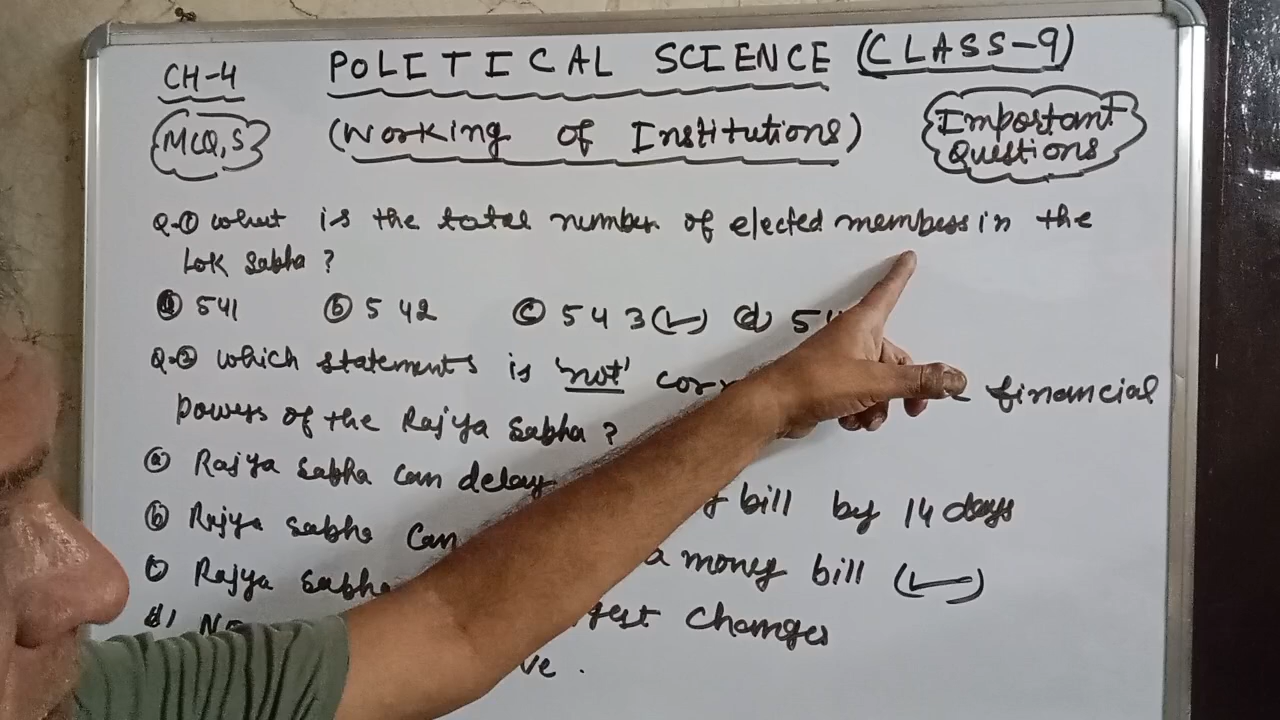 CH-4
POLITICAL SCIENCE (CLASS-9)
MCQ,S
(Working of Institutions)
Important
Questions
Q-① What is the total number of elected members in the
Lok Sabha ?
ⓐ 541 ⓑ 542 ⓒ 543 (✓) ⓓ 54
Q-② Which statements is 'not' financial
Powers of the Rajya Sabha ?
ⓐ Rajya Sabha can delay bill by 14 days
ⓑ Rajya Sabha can a money bill (✓)
ⓒ Rajya Sabha changes
d)